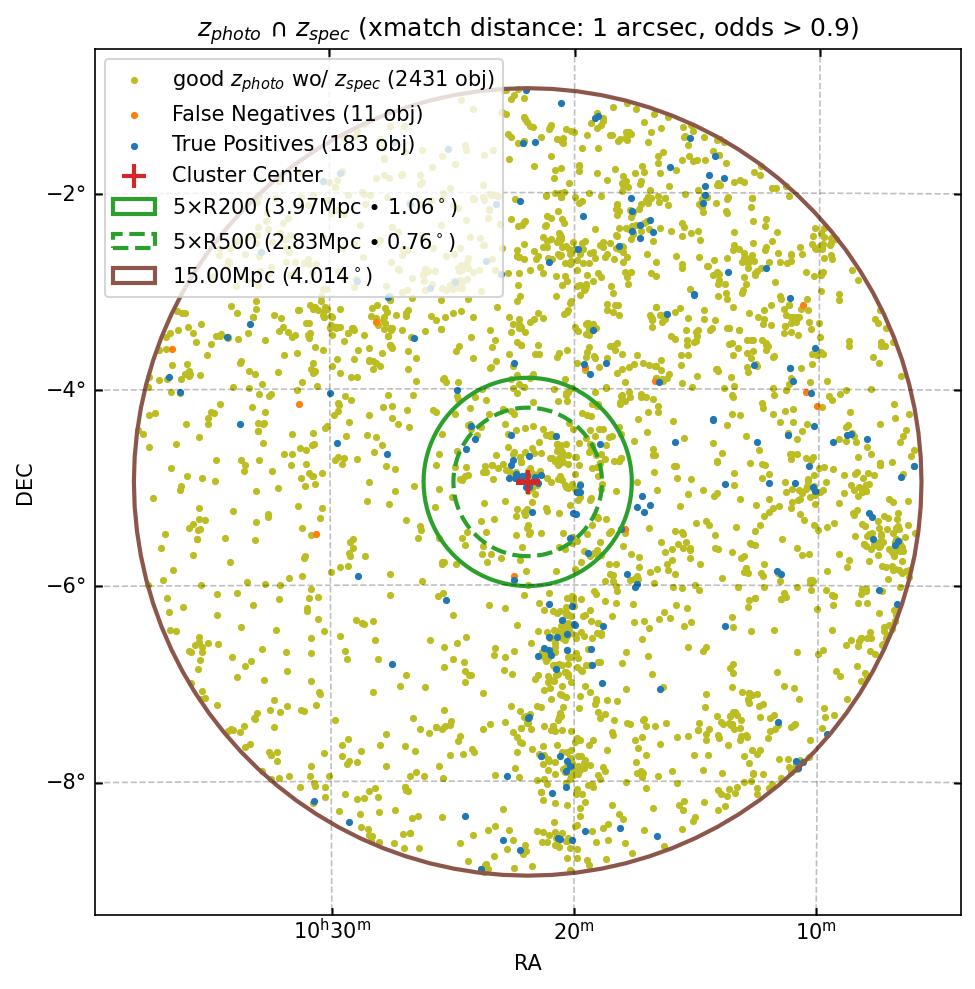 z_photo ∩ z_spec (xmatch distance: 1 arcsec, odds > 0.9)
good z_photo wo/ z_spec (2431 obj)
False Negatives (11 obj)
True Positives (183 obj)
Cluster Center
5×R200 (3.97Mpc • 1.06°)
5×R500 (2.83Mpc • 0.76°)
15.00Mpc (4.014°)
−2°
−4°
−6°
−8°
DEC
10h30m
20m
10m
RA